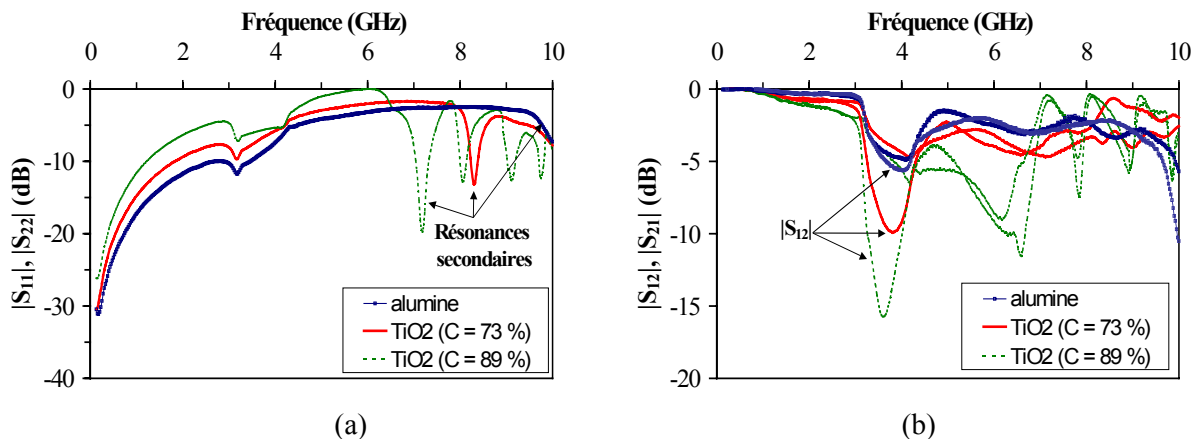 Fréquence (GHz)
0 2 4 6 8 10
0
-10
-20
-30
-40
|S11|, |S22| (dB)
Résonances
secondaires
alumine
TiO2 (C = 73 %)
TiO2 (C = 89 %)
(a)
Fréquence (GHz)
0 2 4 6 8 10
0
-5
-10
-15
-20
|S12|, |S21| (dB)
|S12|
alumine
TiO2 (C = 73 %)
TiO2 (C = 89 %)
(b)